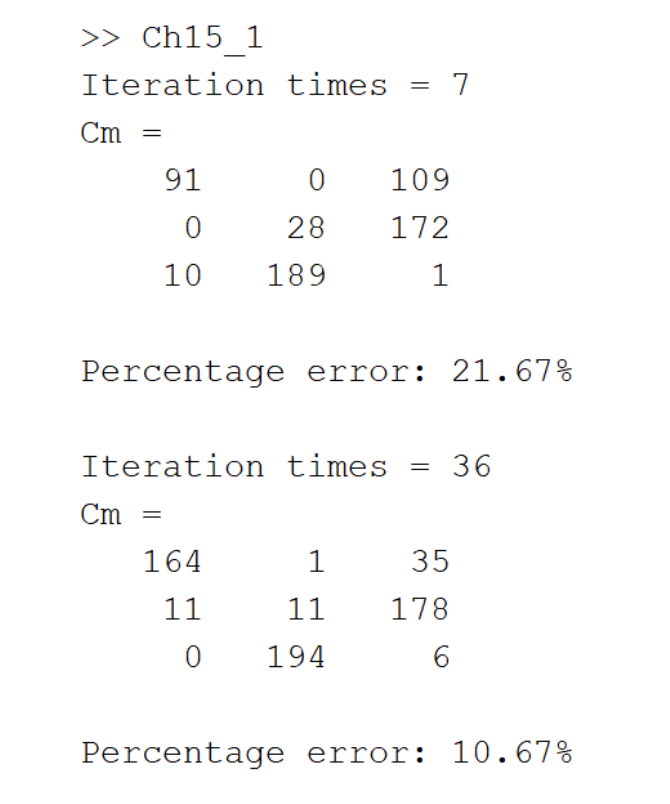 >> Ch15_1
Iteration times = 7
Cm =
91 0 109
0 28 172
10 189 1
Percentage error: 21.67%
Iteration times = 36
Cm =
164 1 35
11 11 178
0 194 6
Percentage error: 10.67%